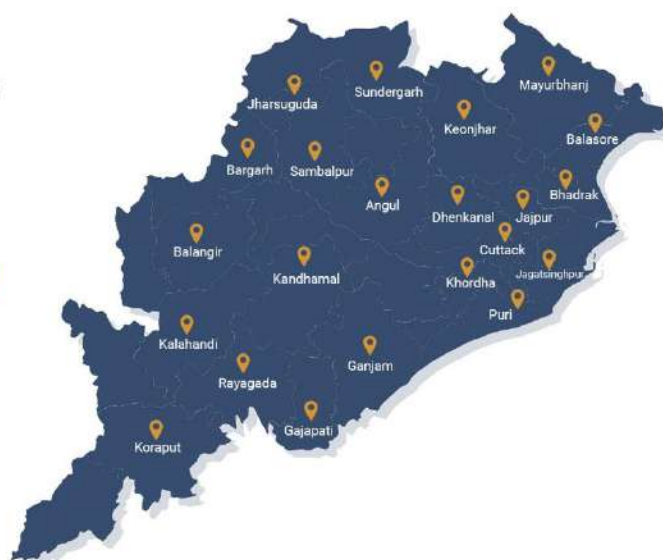 Mayurbhanj
Sundergarh
Jharsuguda
Keonjhar
Balasore
Bargarh
Sambalpur
Bhadrak
Angul
Dhenkanal
Jajpur
Balangir
Cuttack
Kandhamal
Jagatsinghpur
Khordha
Puri
Kalahandi
Ganjam
Rayagada
Gajapati
Koraput